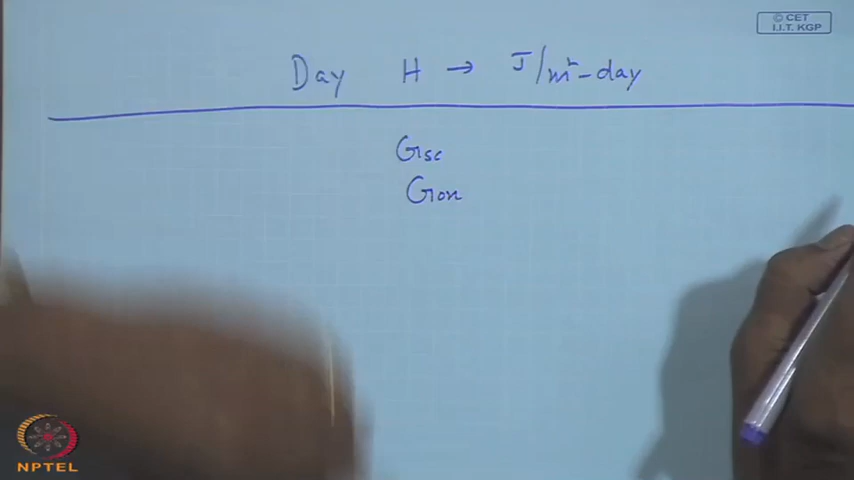 © CET
I.I.T. KGP
Day H → J/m²-day
Gsc
Gon
NPTEL